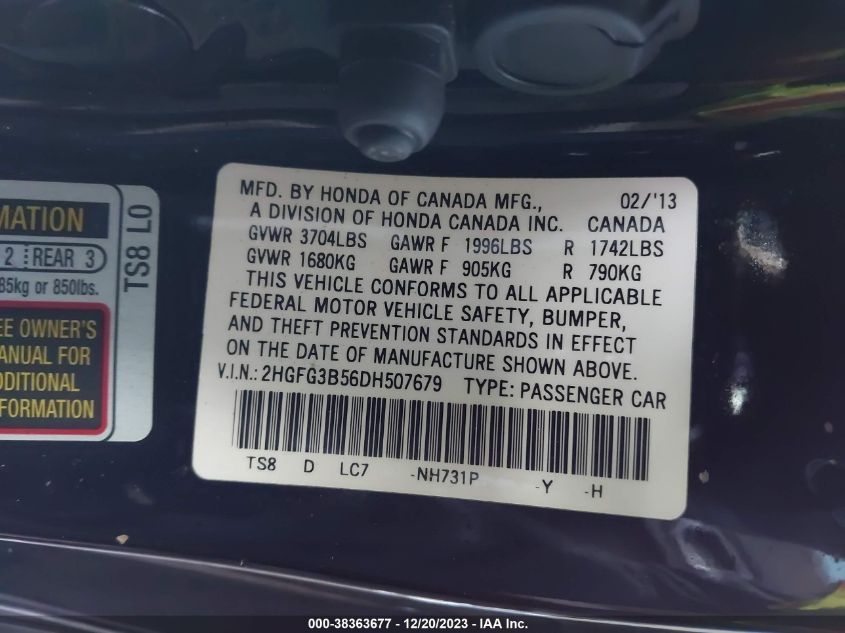 MATION
2 REAR 3
85kg or 850lbs.
EE OWNER'S
MANUAL FOR
DDITIONAL
FORMATION
TS8 L0
MFD. BY HONDA OF CANADA MFG., 02/'13
A DIVISION OF HONDA CANADA INC. CANADA
GVWR 3704LBS GAWR F 1996LBS R 1742LBS
GVWR 1680KG GAWR F 905KG R 790KG
THIS VEHICLE CONFORMS TO ALL APPLICABLE
FEDERAL MOTOR VEHICLE SAFETY, BUMPER,
AND THEFT PREVENTION STANDARDS IN EFFECT
ON THE DATE OF MANUFACTURE SHOWN ABOVE.
V.I.N.: 2HGFG3B56DH507679 TYPE: PASSENGER CAR
TS8 D LC7 -NH731P -Y -H
000-38363677 - 12/20/2023 - IAA Inc.